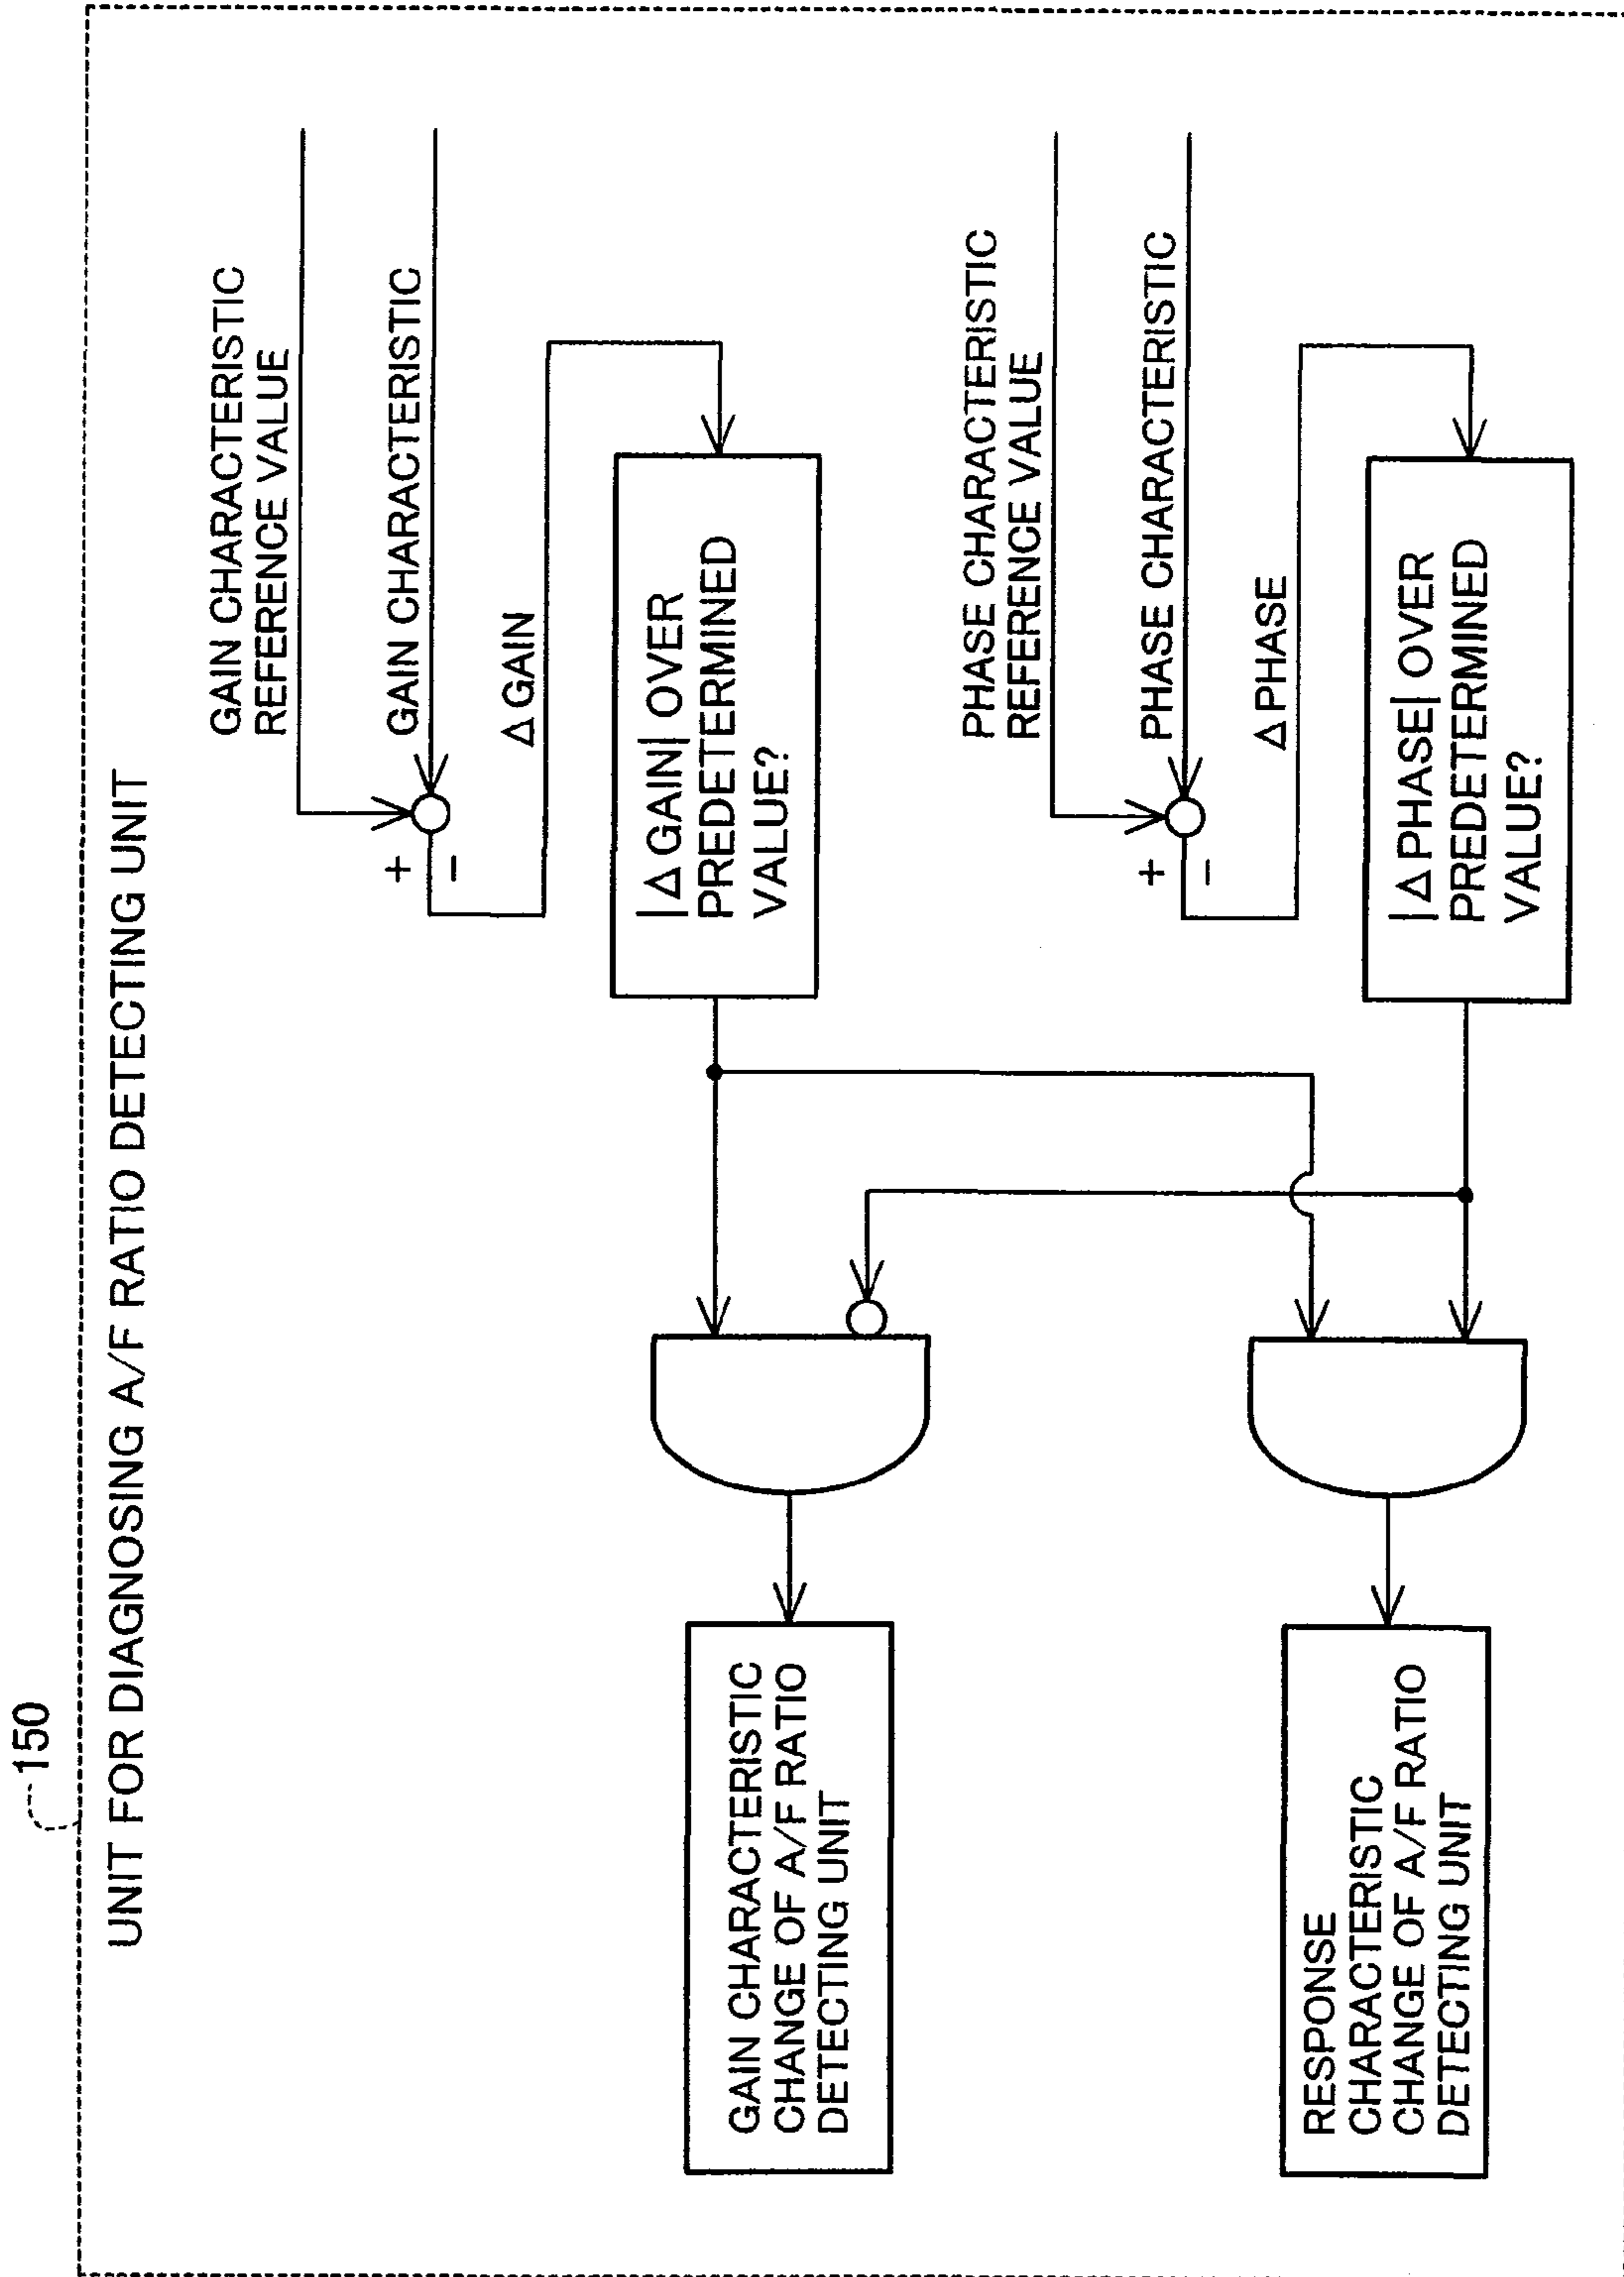 150
UNIT FOR DIAGNOSING A/F RATIO DETECTING UNIT
GAIN CHARACTERISTIC
REFERENCE VALUE
GAIN CHARACTERISTIC
+
−
Δ GAIN
|Δ GAIN| OVER
PREDETERMINED
VALUE?
GAIN CHARACTERISTIC
CHANGE OF A/F RATIO
DETECTING UNIT
PHASE CHARACTERISTIC
REFERENCE VALUE
PHASE CHARACTERISTIC
+
−
Δ PHASE
|Δ PHASE| OVER
PREDETERMINED
VALUE?
RESPONSE
CHARACTERISTIC
CHANGE OF A/F RATIO
DETECTING UNIT